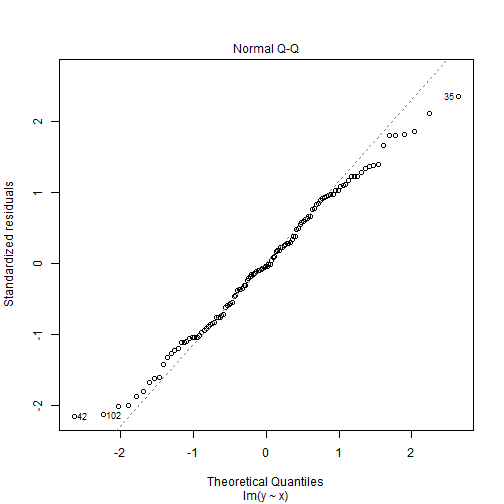 Normal Q-Q
Standardized residuals
2
1
0
-1
-2
35
42
102
-2 -1 0 1 2
Theoretical Quantiles
lm(y ~ x)